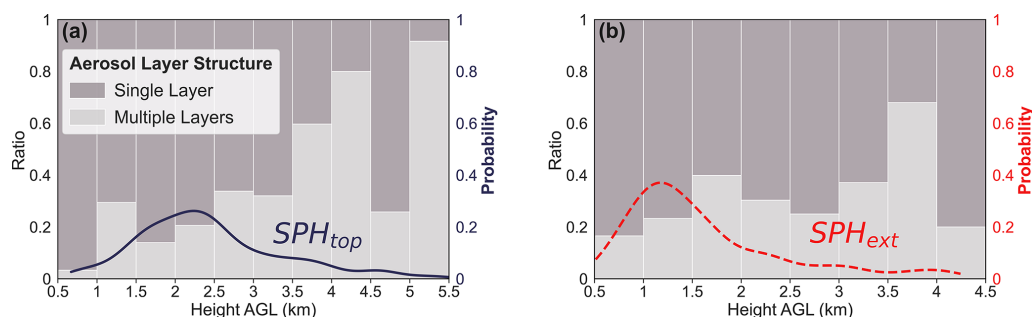 (a)
Aerosol Layer Structure
Single Layer
Multiple Layers
SPHtop
Ratio
0 0.2 0.4 0.6 0.8 1
Probability
0 0.2 0.4 0.6 0.8 1
0.5 1 1.5 2 2.5 3 3.5 4 4.5 5 5.5
Height AGL (km)
(b)
SPHext
Ratio
0 0.2 0.4 0.6 0.8 1
Probability
0 0.2 0.4 0.6 0.8 1
0.5 1 1.5 2 2.5 3 3.5 4 4.5
Height AGL (km)